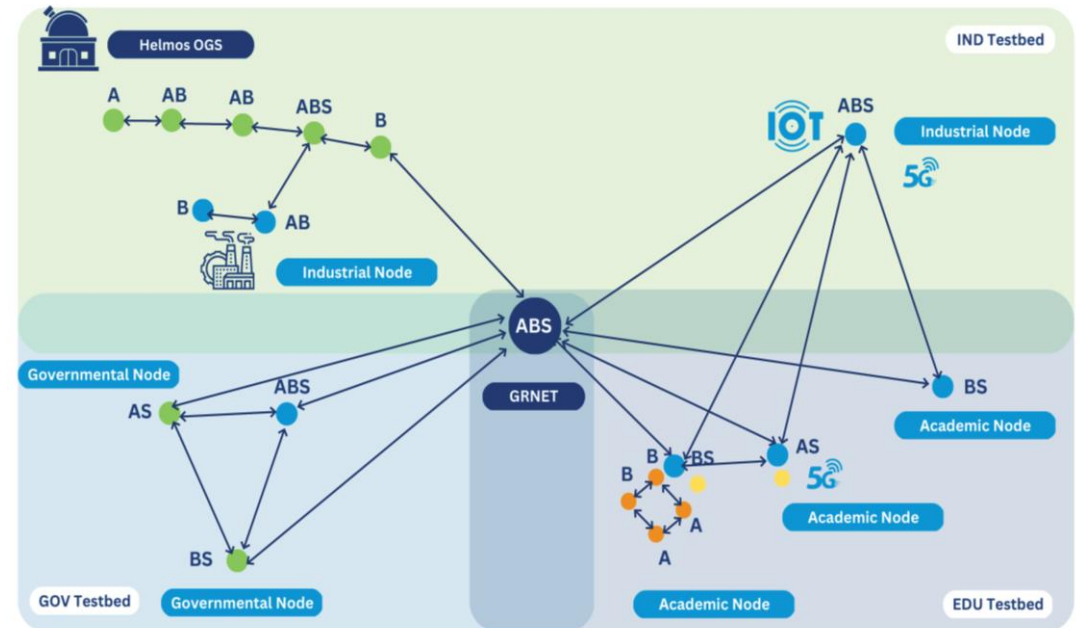 Helmos OGS
IND Testbed
A
AB
AB
ABS
B
IOT
ABS
Industrial Node
5G
B
AB
Industrial Node
ABS
GRNET
Governmental Node
AS
ABS
BS
GOV Testbed
Governmental Node
BS
Academic Node
B
BS
AS
B
5G
A
A
Academic Node
Academic Node
EDU Testbed